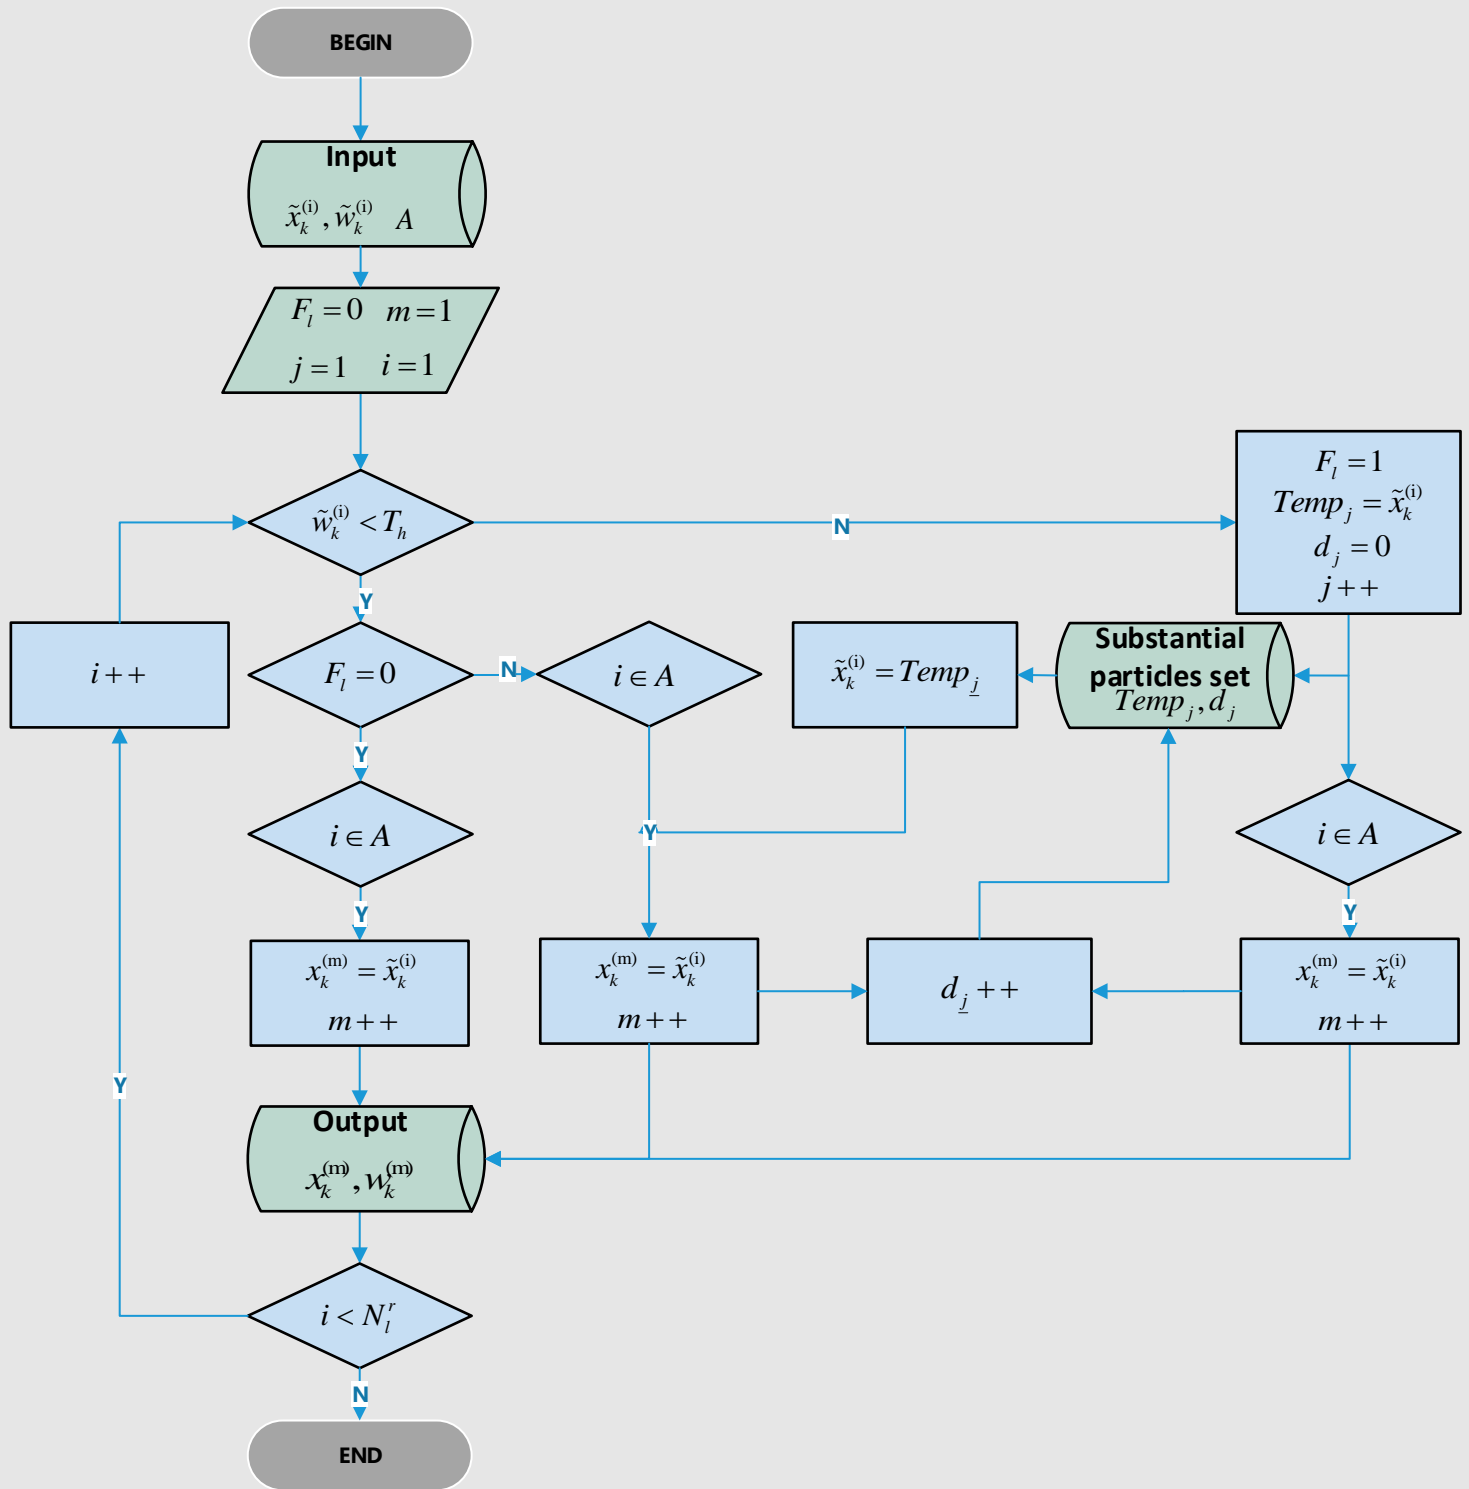 BEGIN
Input
x̃_k^(i), w̃_k^(i) A
F_l = 0 m = 1
j = 1 i = 1
w̃_k^(i) < T_h
N
F_l = 1
Temp_j = x̃_k^(i)
d_j = 0
j + +
Y
i + +
F_l = 0
N
i ∈ A
x̃_k^(i) = Temp_j̲
Substantial
particles set
Temp_j, d_j
Y
i ∈ A
Y
i ∈ A
Y
Y
x_k^(m) = x̃_k^(i)
m + +
x_k^(m) = x̃_k^(i)
m + +
d_j̲ + +
x_k^(m) = x̃_k^(i)
m + +
Y
Output
x_k^(m), w_k^(m)
i < N_l^r
N
END